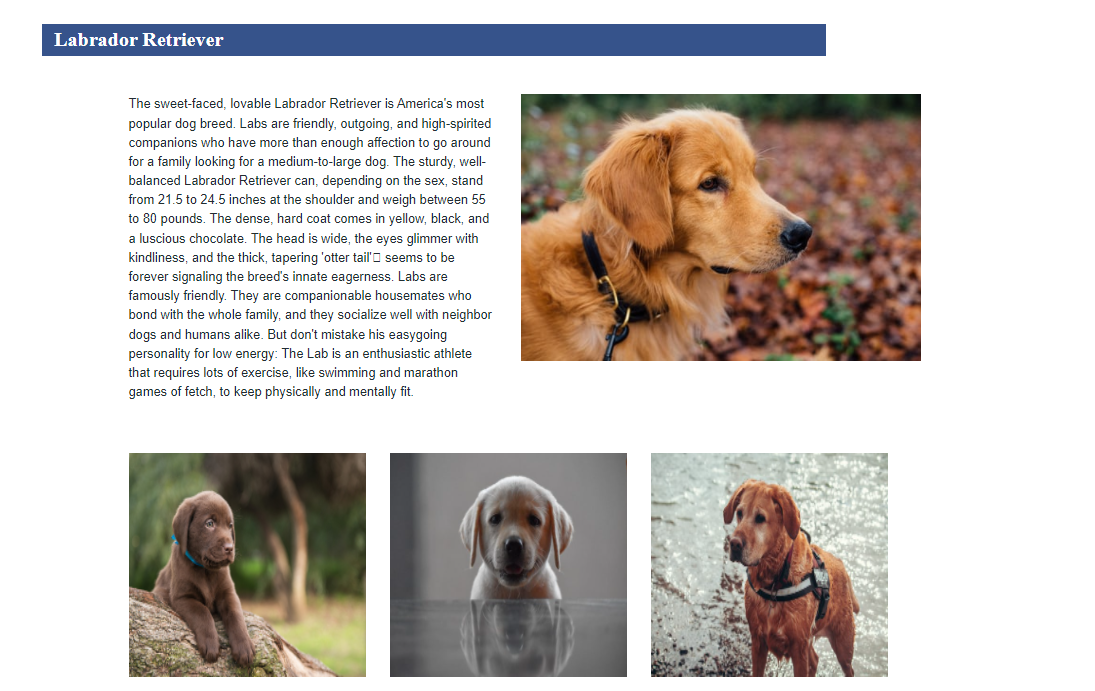 Labrador Retriever
The sweet-faced, lovable Labrador Retriever is America's most
popular dog breed. Labs are friendly, outgoing, and high-spirited
companions who have more than enough affection to go around
for a family looking for a medium-to-large dog. The sturdy, well-
balanced Labrador Retriever can, depending on the sex, stand
from 21.5 to 24.5 inches at the shoulder and weigh between 55
to 80 pounds. The dense, hard coat comes in yellow, black, and
a luscious chocolate. The head is wide, the eyes glimmer with
kindliness, and the thick, tapering 'otter tail'▯ seems to be
forever signaling the breed's innate eagerness. Labs are
famously friendly. They are companionable housemates who
bond with the whole family, and they socialize well with neighbor
dogs and humans alike. But don't mistake his easygoing
personality for low energy: The Lab is an enthusiastic athlete
that requires lots of exercise, like swimming and marathon
games of fetch, to keep physically and mentally fit.